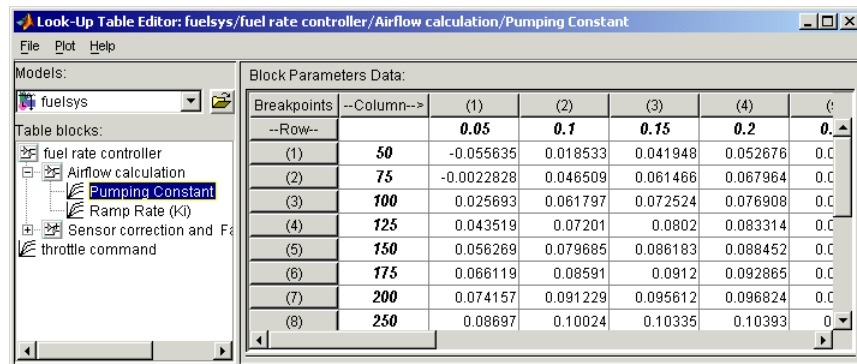 Look-Up Table Editor: fuelsys/fuel rate controller/Airflow calculation/Pumping Constant
File Plot Help
Models:
fuelsys
Table blocks:
fuel rate controller
Airflow calculation
Pumping Constant
Ramp Rate (Ki)
Sensor correction and
throttle command
Block Parameters Data:
Breakpoints --Column--> (1) (2) (3) (4)
--Row-- 0.05 0.1 0.15 0.2
(1) 50 -0.055635 0.018533 0.041948 0.052676
(2) 75 -0.0022828 0.046509 0.061466 0.067964
(3) 100 0.025693 0.061797 0.072524 0.076908
(4) 125 0.043519 0.07201 0.0802 0.083314
(5) 150 0.056269 0.079685 0.086183 0.088452
(6) 175 0.066119 0.08591 0.0912 0.092865
(7) 200 0.074157 0.091229 0.095612 0.096824
(8) 250 0.08697 0.10024 0.10335 0.10393